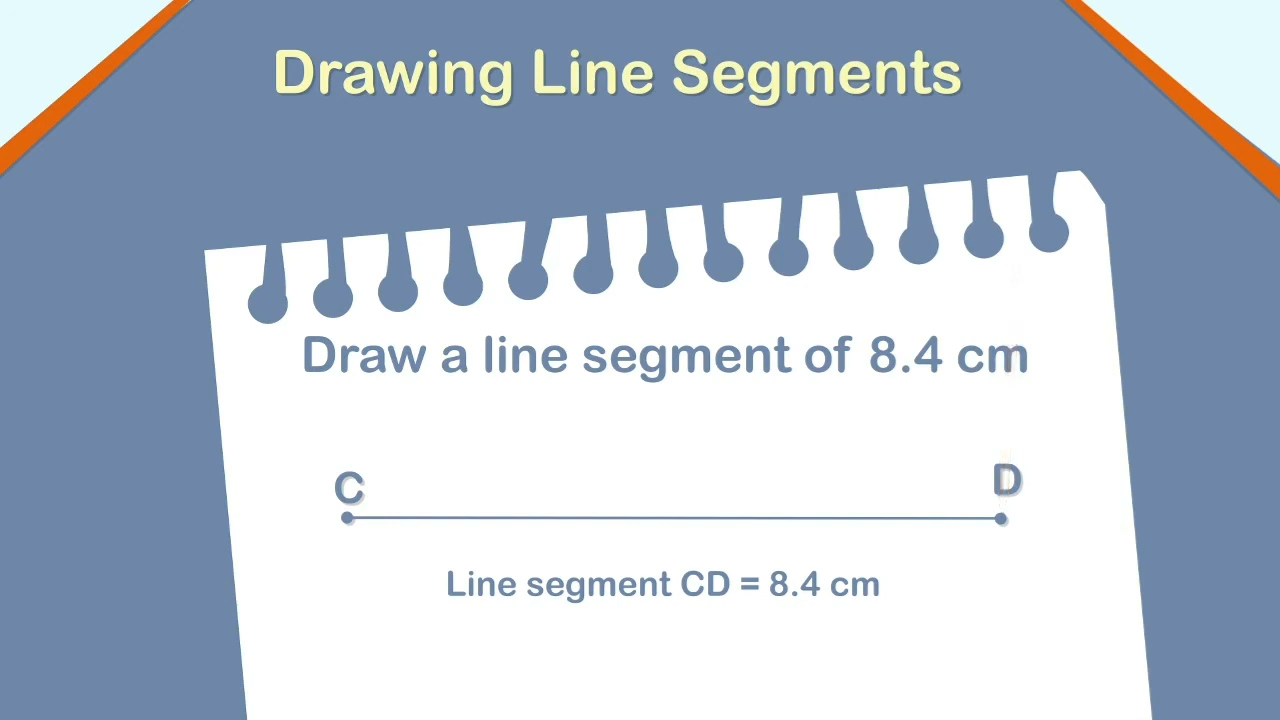 Drawing Line Segments
Draw a line segment of 8.4 cm
C D
Line segment CD = 8.4 cm